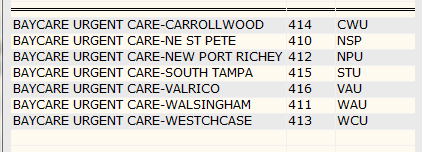 BAYCARE URGENT CARE-CARROLLWOOD 414 CWU
BAYCARE URGENT CARE-NE ST PETE 410 NSP
BAYCARE URGENT CARE-NEW PORT RICHEY 412 NPU
BAYCARE URGENT CARE-SOUTH TAMPA 415 STU
BAYCARE URGENT CARE-VALRICO 416 VAU
BAYCARE URGENT CARE-WALSINGHAM 411 WAU
BAYCARE URGENT CARE-WESTCHCASE 413 WCU